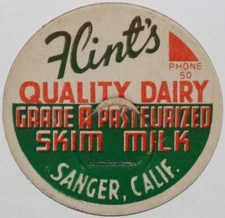 Flint's
PHONE
50
QUALITY DAIRY
GRADE A PASTEURIZED
SKIM MILK
SANGER, CALIF.